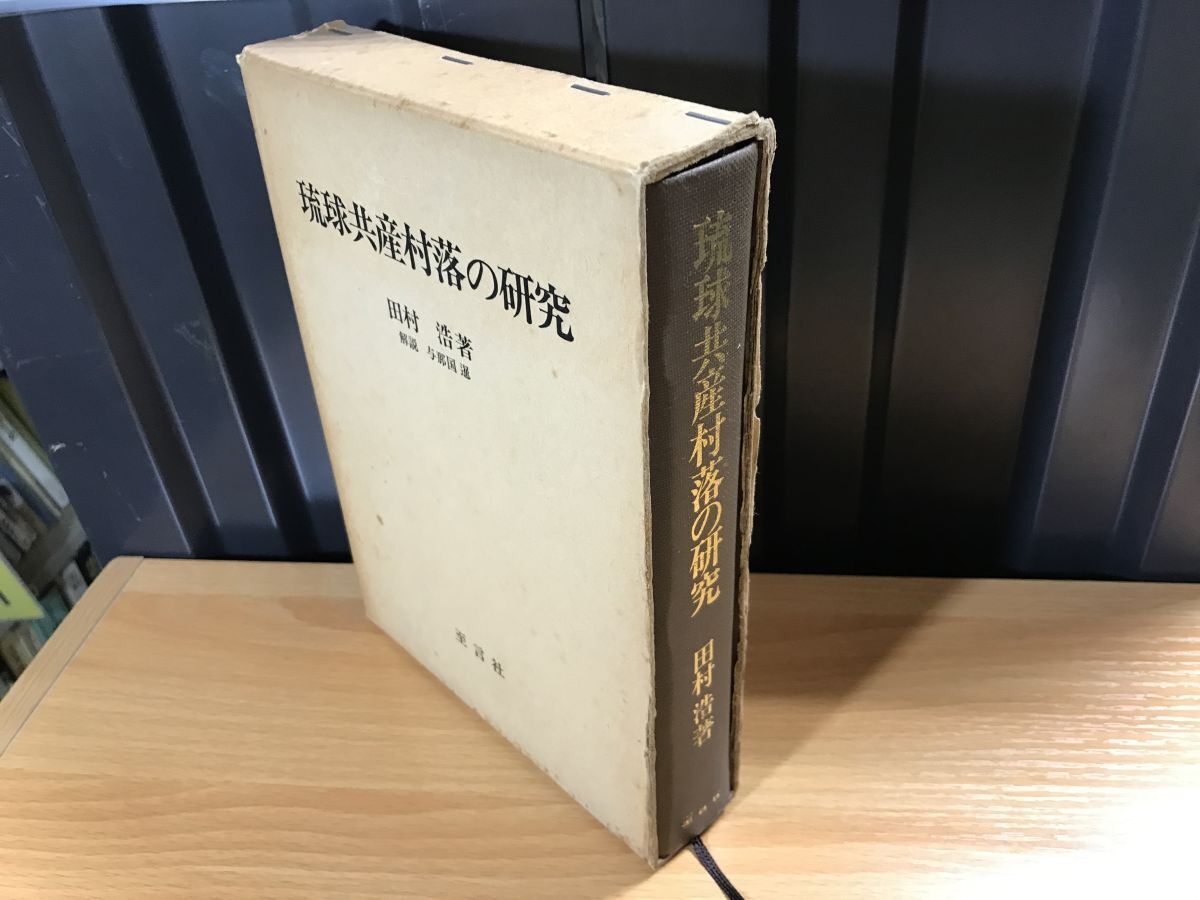 琉球共産村落の研究
田村 浩著
解説 与那国 暹
至言社
琉球共産村落の研究 田村 浩著